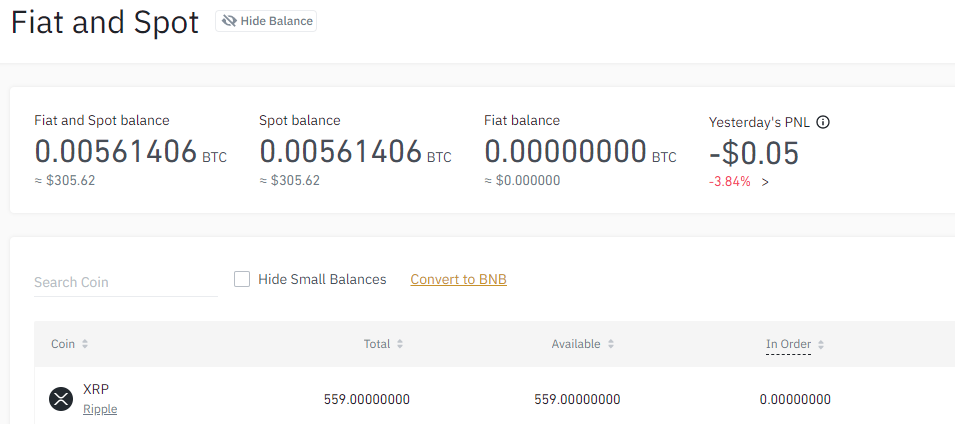 Fiat and Spot Hide Balance
Fiat and Spot balance Spot balance Fiat balance Yesterday's PNL
0.00561406 BTC 0.00561406 BTC 0.00000000 BTC -$0.05
≈ $305.62 ≈ $305.62 ≈ $0.000000 -3.84% >
Search Coin Hide Small Balances Convert to BNB
Coin Total Available In Order
XRP
Ripple 559.00000000 559.00000000 0.00000000